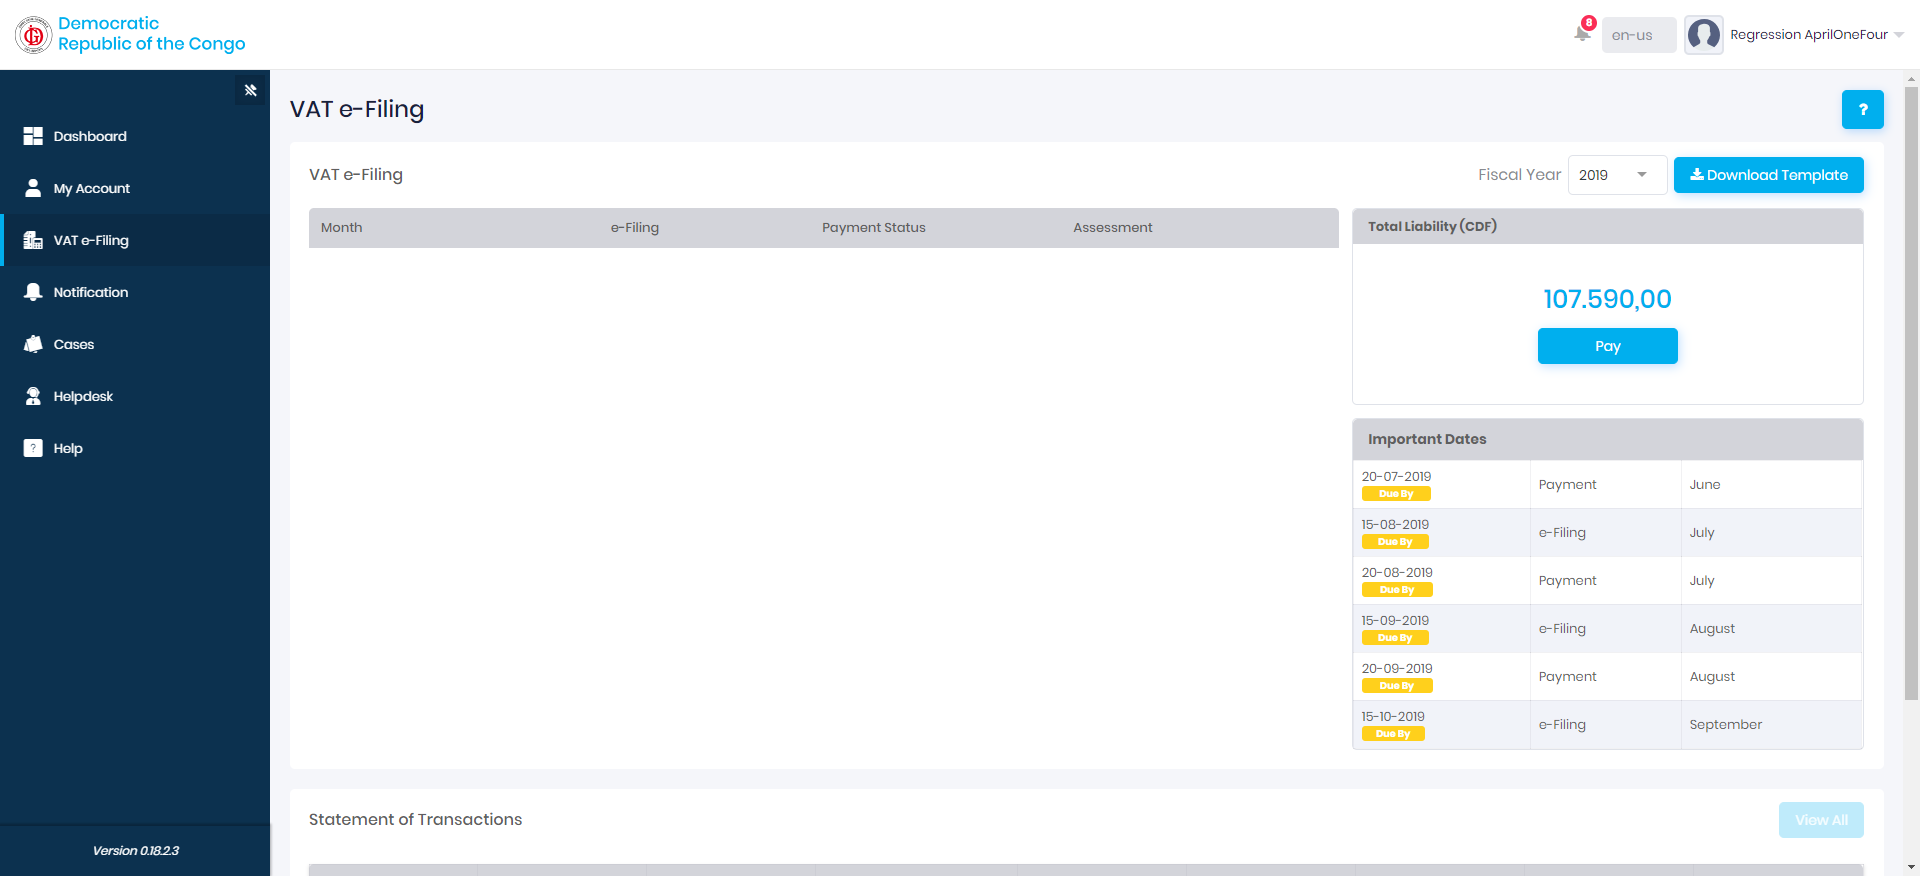 Democratic
Republic of the Congo
8
en-us
Regression AprilOneFour
Dashboard
My Account
VAT e-Filing
Notification
Cases
Helpdesk
?
Help
Version 0.18.2.3
VAT e-Filing
?
VAT e-Filing
Fiscal Year
2019
Download Template
Month
e-Filing
Payment Status
Assessment
Total Liability (CDF)
107.590,00
Pay
Important Dates
20-07-2019
Due By
Payment
June
15-08-2019
Due By
e-Filing
July
20-08-2019
Due By
Payment
July
15-09-2019
Due By
e-Filing
August
20-09-2019
Due By
Payment
August
15-10-2019
Due By
e-Filing
September
Statement of Transactions
View All